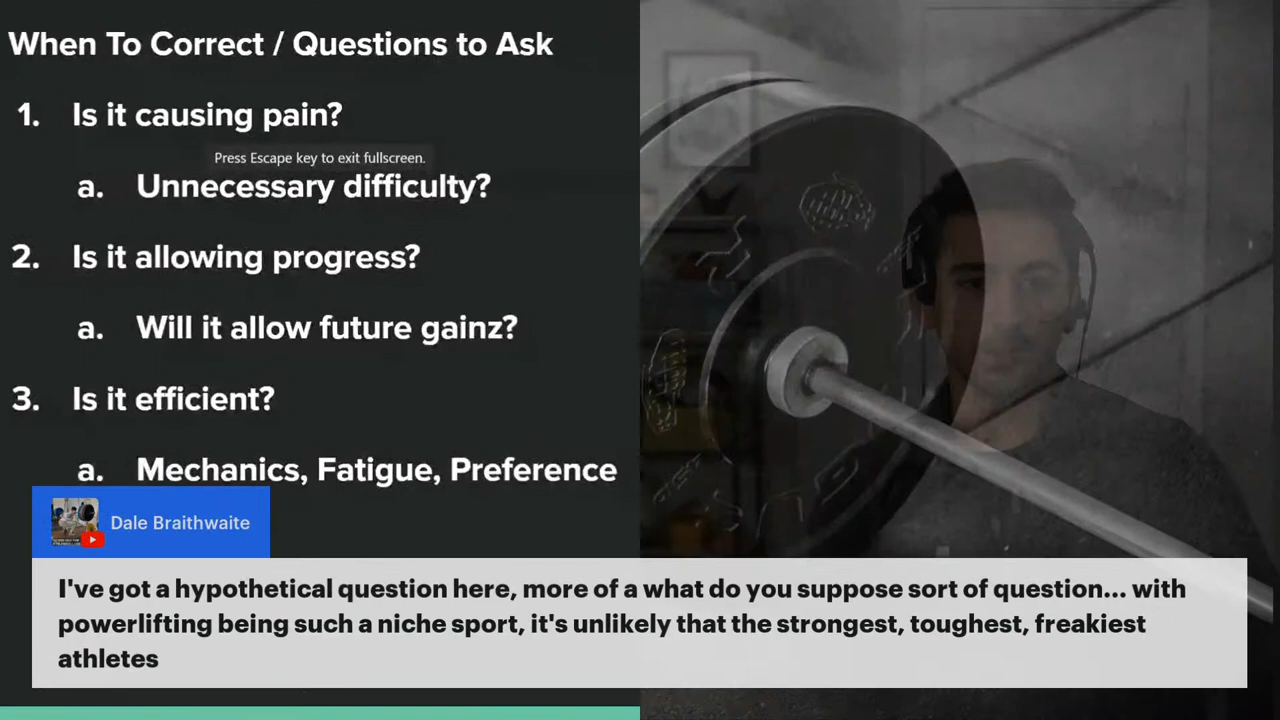 When To Correct / Questions to Ask
1. Is it causing pain?
Press Escape key to exit fullscreen.
a. Unnecessary difficulty?
2. Is it allowing progress?
a. Will it allow future gainz?
3. Is it efficient?
a. Mechanics, Fatigue, Preference
Dale Braithwaite
I've got a hypothetical question here, more of a what do you suppose sort of question... with
powerlifting being such a niche sport, it's unlikely that the strongest, toughest, freakiest
athletes